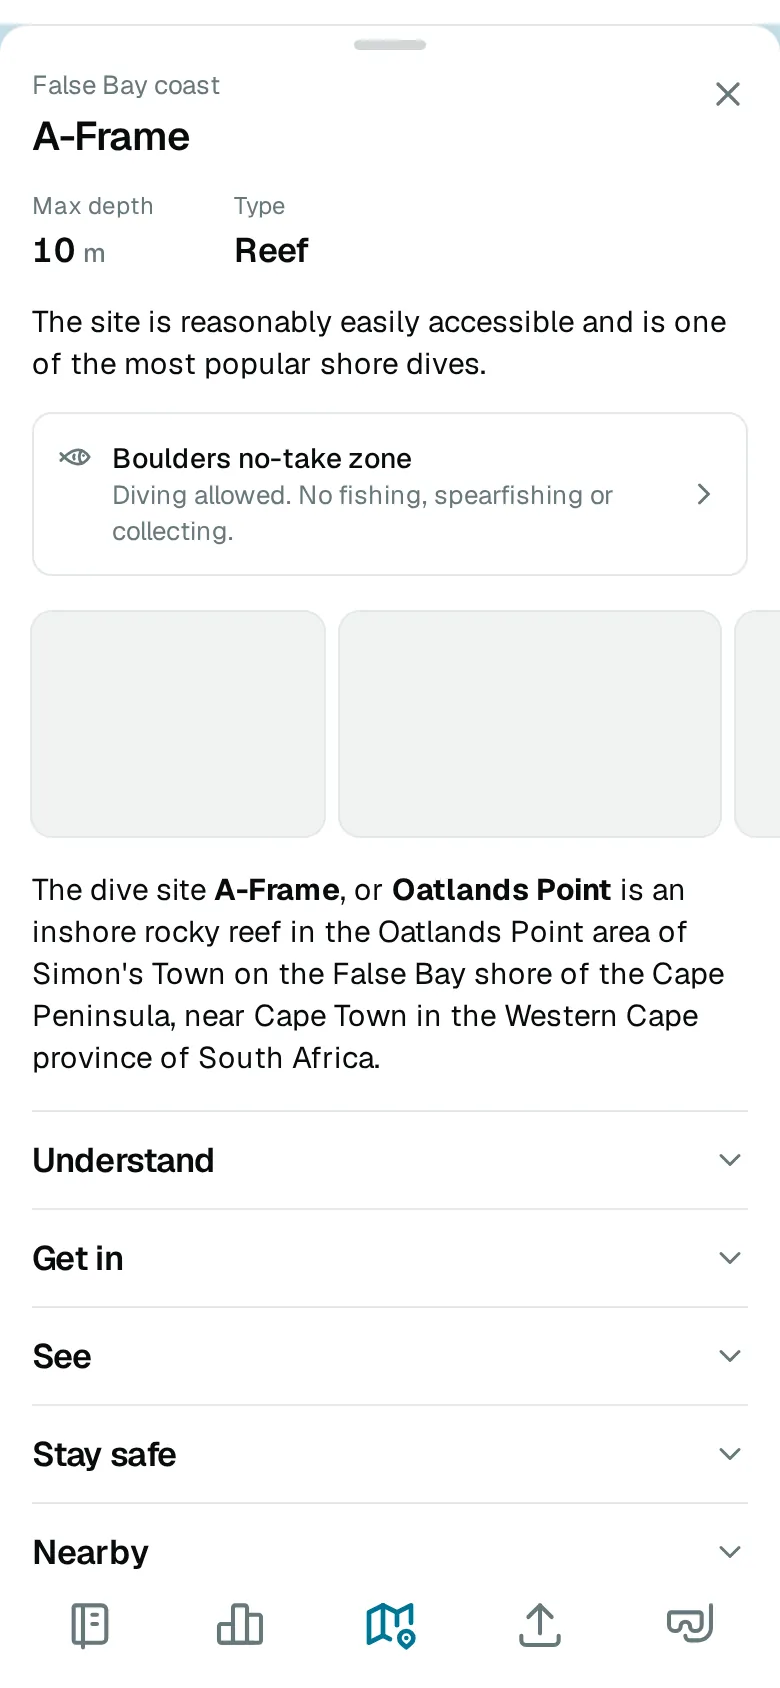 False Bay coast
A-Frame
Max depth
Type
10 m
Reef
The site is reasonably easily accessible and is one
of the most popular shore dives.
Boulders no-take zone
Diving allowed. No fishing, spearfishing or
collecting.
The dive site A-Frame, or Oatlands Point is an
inshore rocky reef in the Oatlands Point area of
Simon's Town on the False Bay shore of the Cape
Peninsula, near Cape Town in the Western Cape
province of South Africa.
Understand
Get in
See
Stay safe
Nearby